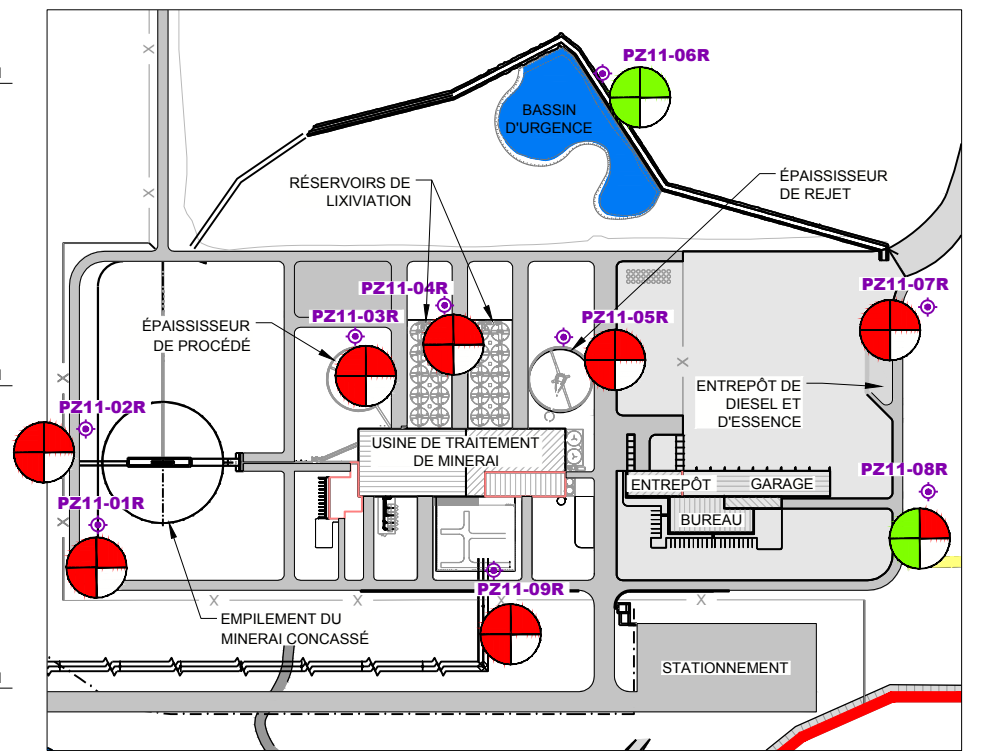 PZ11-06R
BASSIN
D'URGENCE
RÉSERVOIRS DE
LIXIVIATION
ÉPAISSISSEUR
DE REJET
PZ11-04R
PZ11-07R
PZ11-03R
PZ11-05R
ÉPAISSISSEUR
DE PROCÉDÉ
ENTREPÔT DE
DIESEL ET
D'ESSENCE
PZ11-02R
USINE DE TRAITEMENT
DE MINERAI
PZ11-08R
ENTREPÔT
GARAGE
PZ11-01R
BUREAU
PZ11-09R
EMPILEMENT DU
MINERAI CONCASSÉ
STATIONNEMENT